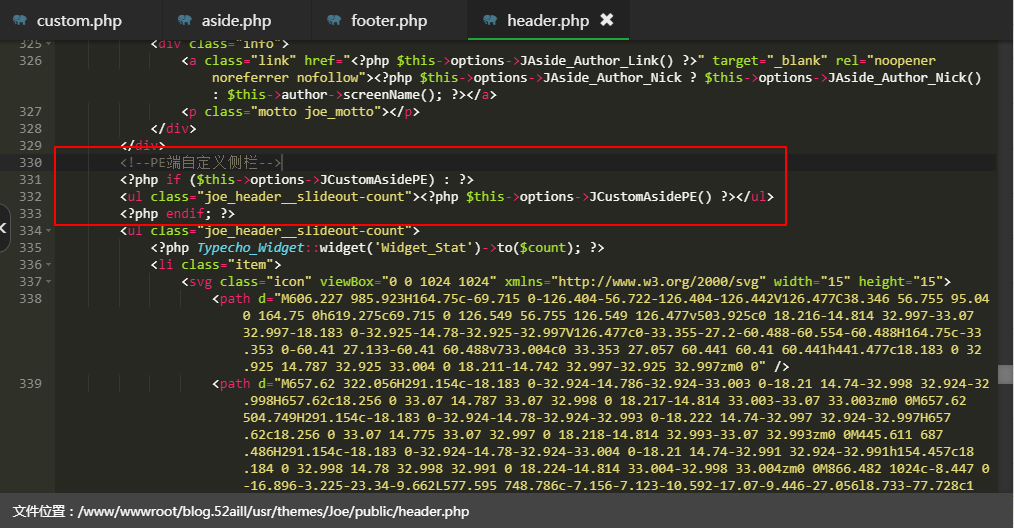 custom.php aside.php footer.php header.php ✖
325 <div class="info">
326 <a class="link" href="<?php $this->options->JAside_Author_Link() ?>" target="_blank" rel="noopener
noreferrer nofollow"><?php $this->options->JAside_Author_Nick ? $this->options->JAside_Author_Nick()
: $this->author->screenName(); ?></a>
327 <p class="motto joe_motto"></p>
328 </div>
329 </div>
330 <!--PE端自定义侧栏-->
331 <?php if ($this->options->JCustomAsidePE) : ?>
332 <ul class="joe_header__slideout-count"><?php $this->options->JCustomAsidePE() ?></ul>
333 <?php endif; ?>
334 <ul class="joe_header__slideout-count">
335 <?php Typecho_Widget::widget('Widget_Stat')->to($count); ?>
336 <li class="item">
337 <svg class="icon" viewBox="0 0 1024 1024" xmlns="http://www.w3.org/2000/svg" width="15" height="15">
338 <path d="M606.227 985.923H164.75c-69.715 0-126.404-56.722-126.404-126.442V126.477C38.346 56.755 95.04
0 164.75 0h619.275c69.715 0 126.549 56.755 126.549 126.477v503.925c0 18.216-14.814 32.997-33.07
32.997-18.183 0-32.925-14.78-32.925-32.997V126.477c0-33.355-27.2-60.488-60.554-60.488H164.75c-33
.353 0-60.41 27.133-60.41 60.488v733.004c0 33.353 27.057 60.441 60.41 60.441h441.477c18.183 0 32
.925 14.787 32.925 33.004 0 18.211-14.742 32.997-32.925 32.997zm0 0" />
339 <path d="M657.62 322.056H291.154c-18.183 0-32.924-14.786-32.924-33.003 0-18.21 14.74-32.998 32.924-32
.998H657.62c18.256 0 33.07 14.787 33.07 32.998 0 18.217-14.814 33.003-33.07 33.003zm0 0M657.62
504.749H291.154c-18.183 0-32.924-14.78-32.924-32.993 0-18.222 14.74-32.997 32.924-32.997H657
.62c18.256 0 33.07 14.775 33.07 32.997 0 18.218-14.814 32.993-33.07 32.993zm0 0M445.611 687
.486H291.154c-18.183 0-32.924-14.78-32.924-33.004 0-18.21 14.74-32.991 32.924-32.991h154.457c18
.184 0 32.998 14.78 32.998 32.991 0 18.224-14.814 33.004-32.998 33.004zm0 0M866.482 1024c-8.447 0
-16.896-3.225-23.34-9.662L577.595 748.786c-7.156-7.123-10.592-17.07-9.446-27.056l8.733-77.728c1
文件位置：/www/wwwroot/blog.52aill/usr/themes/Joe/public/header.php